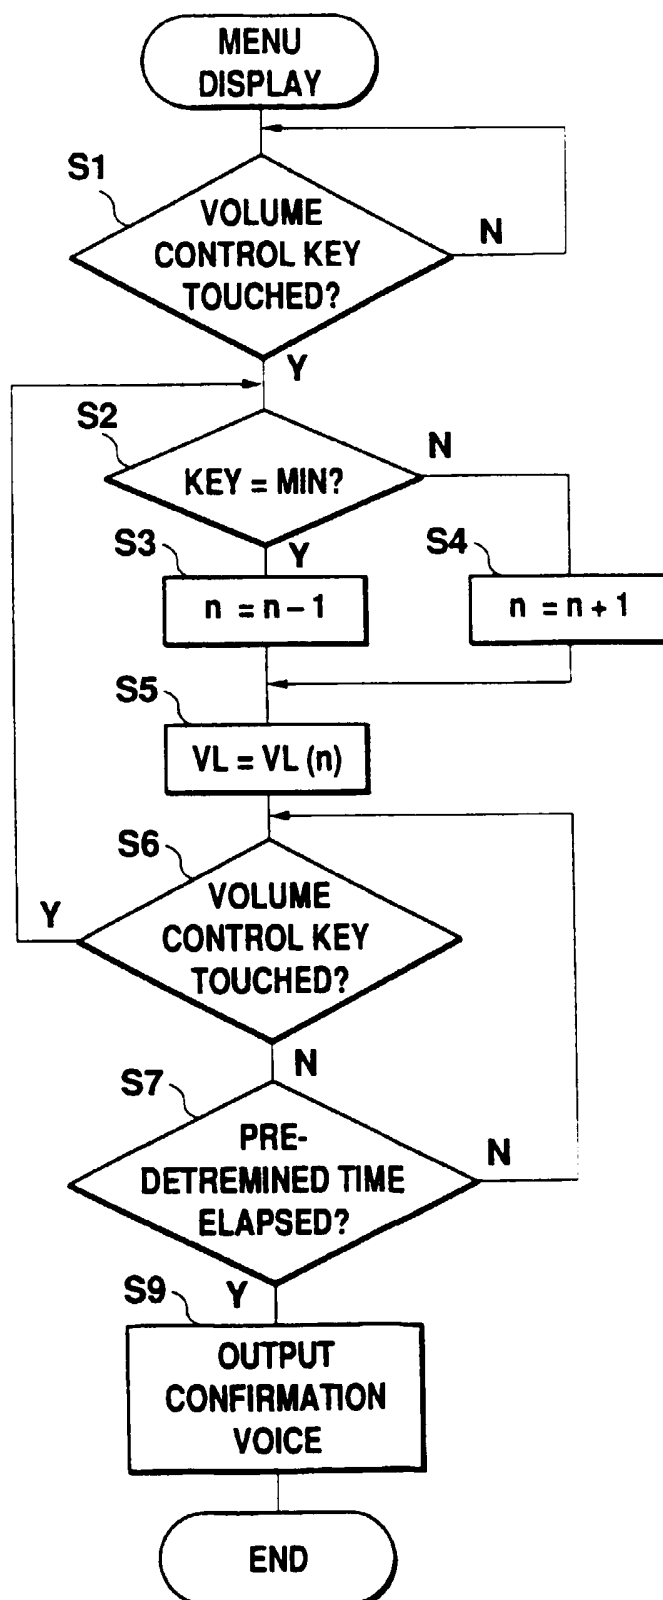 MENU
DISPLAY
S1
VOLUME
CONTROL KEY
TOUCHED?
N
Y
S2
KEY = MIN?
N
S3
Y
S4
n = n – 1
n = n + 1
S5
VL = VL (n)
S6
VOLUME
CONTROL KEY
TOUCHED?
Y
N
S7
PRE-
DETREMINED TIME
ELAPSED?
N
Y
S9
OUTPUT
CONFIRMATION
VOICE
END